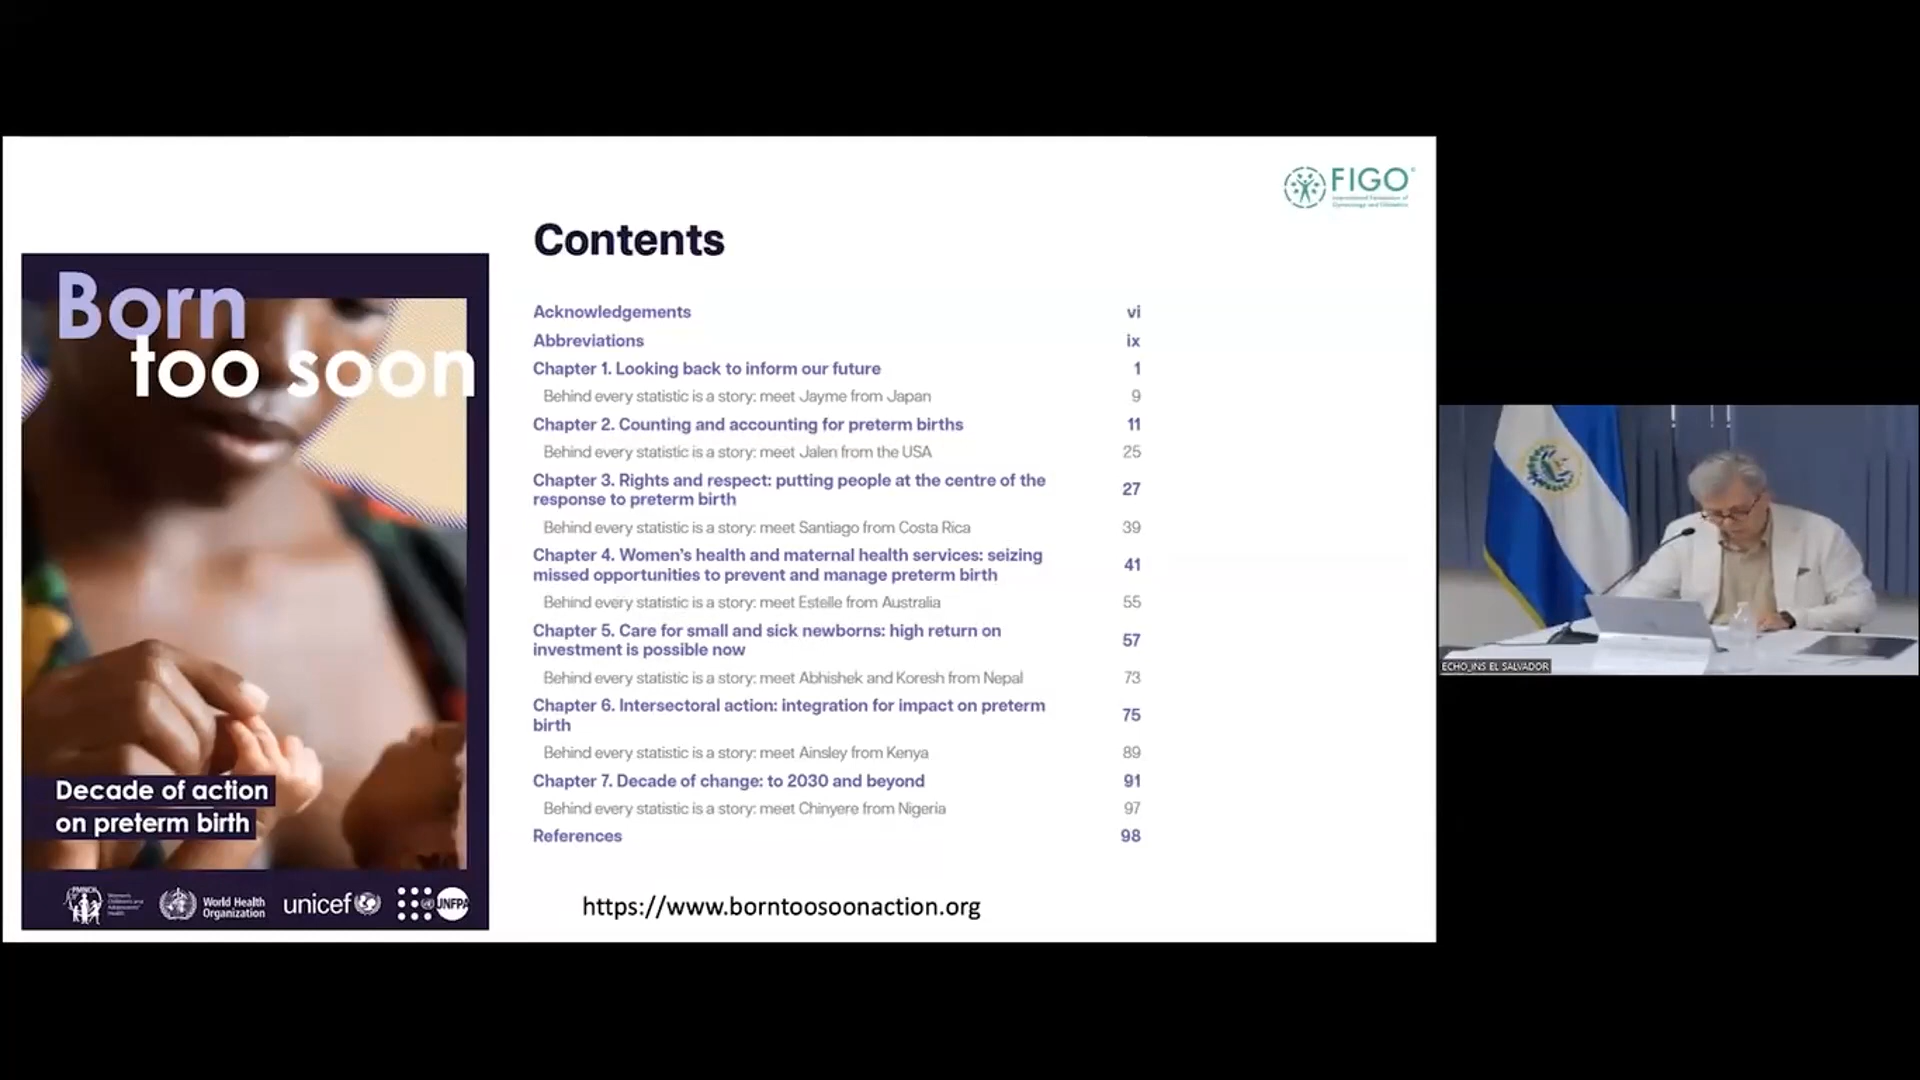 FIGO
Contents
Born
too soon
Acknowledgements vi
Abbreviations ix
Chapter 1. Looking back to inform our future 1
Behind every statistic is a story: meet Jayme from Japan 9
Chapter 2. Counting and accounting for preterm births 11
Behind every statistic is a story: meet Jalen from the USA 25
Chapter 3. Rights and respect: putting people at the centre of the
response to preterm birth 27
Behind every statistic is a story: meet Santiago from Costa Rica 39
Chapter 4. Women's health and maternal health services: seizing
missed opportunities to prevent and manage preterm birth 41
Behind every statistic is a story: meet Estelle from Australia 55
Chapter 5. Care for small and sick newborns: high return on
investment is possible now 57
Behind every statistic is a story: meet Abhishek and Koresh from Nepal 73
Chapter 6. Intersectoral action: integration for impact on preterm
birth 75
Behind every statistic is a story: meet Ainsley from Kenya 89
Chapter 7. Decade of change: to 2030 and beyond 91
Behind every statistic is a story: meet Chinyere from Nigeria 97
References 98
Decade of action
on preterm birth
PMNCH
World Health
Organization
unicef
UNFPA
https://www.borntoosoonaction.org
ECHO_INS EL SALVADOR